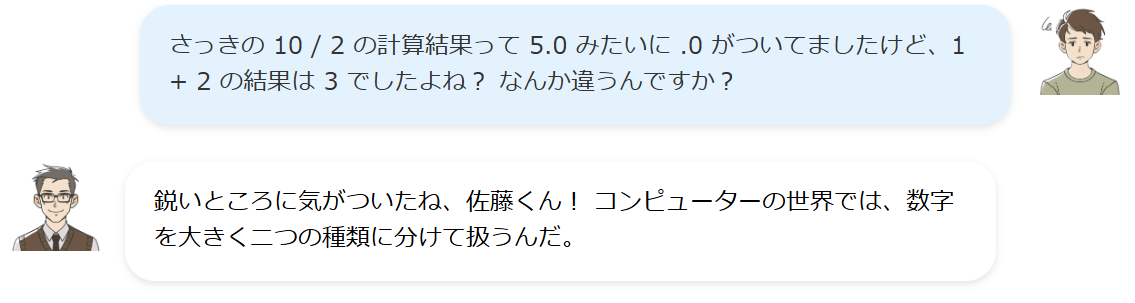 さっきの 10 / 2 の計算結果って 5.0 みたいに .0 がついてましたけど、1
+ 2 の結果は 3 でしたよね？ なんか違うんですか？
鋭いところに気がついたね、佐藤くん！ コンピューターの世界では、数字
を大きく二つの種類に分けて扱うんだ。